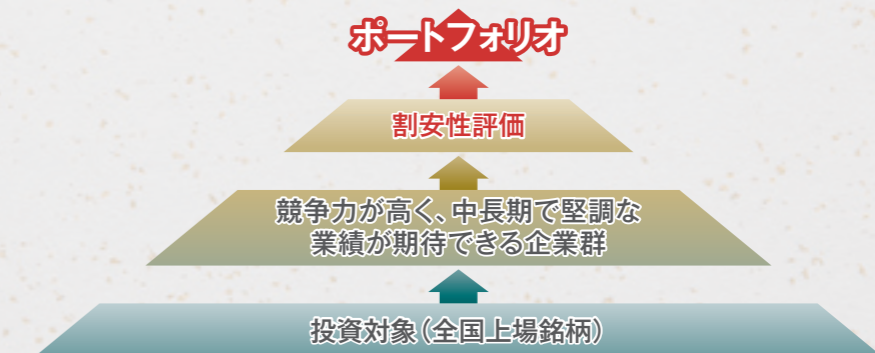 ポートフォリオ
割安性評価
競争力が高く、中長期で堅調な
業績が期待できる企業群
投資対象（全国上場銘柄）